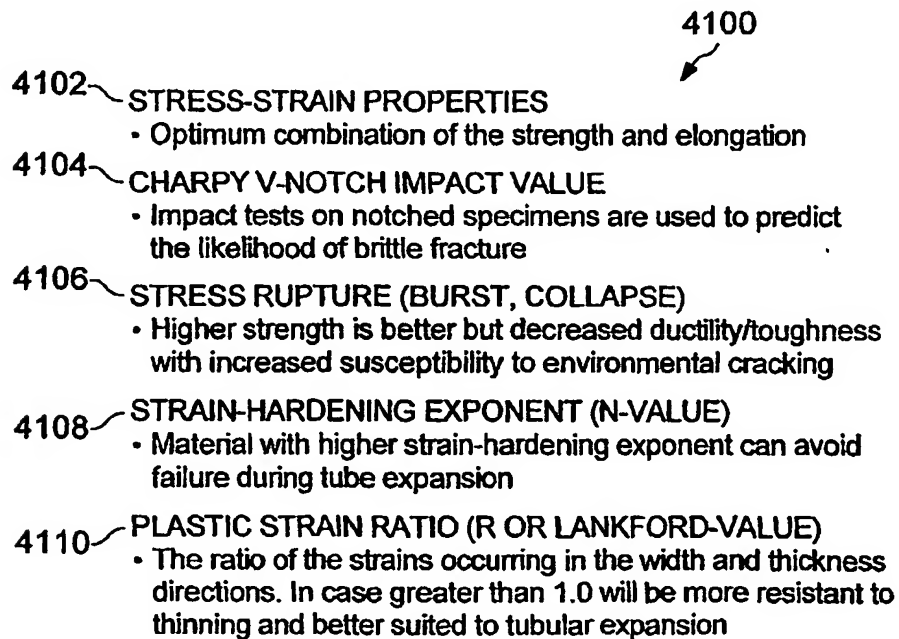 4100
4102 STRESS-STRAIN PROPERTIES
• Optimum combination of the strength and elongation
4104 CHARPY V-NOTCH IMPACT VALUE
• Impact tests on notched specimens are used to predict
the likelihood of brittle fracture
4106 STRESS RUPTURE (BURST, COLLAPSE)
• Higher strength is better but decreased ductility/toughness
with increased susceptibility to environmental cracking
4108 STRAIN-HARDENING EXPONENT (N-VALUE)
• Material with higher strain-hardening exponent can avoid
failure during tube expansion
4110 PLASTIC STRAIN RATIO (R OR LANKFORD-VALUE)
• The ratio of the strains occurring in the width and thickness
directions. In case greater than 1.0 will be more resistant to
thinning and better suited to tubular expansion